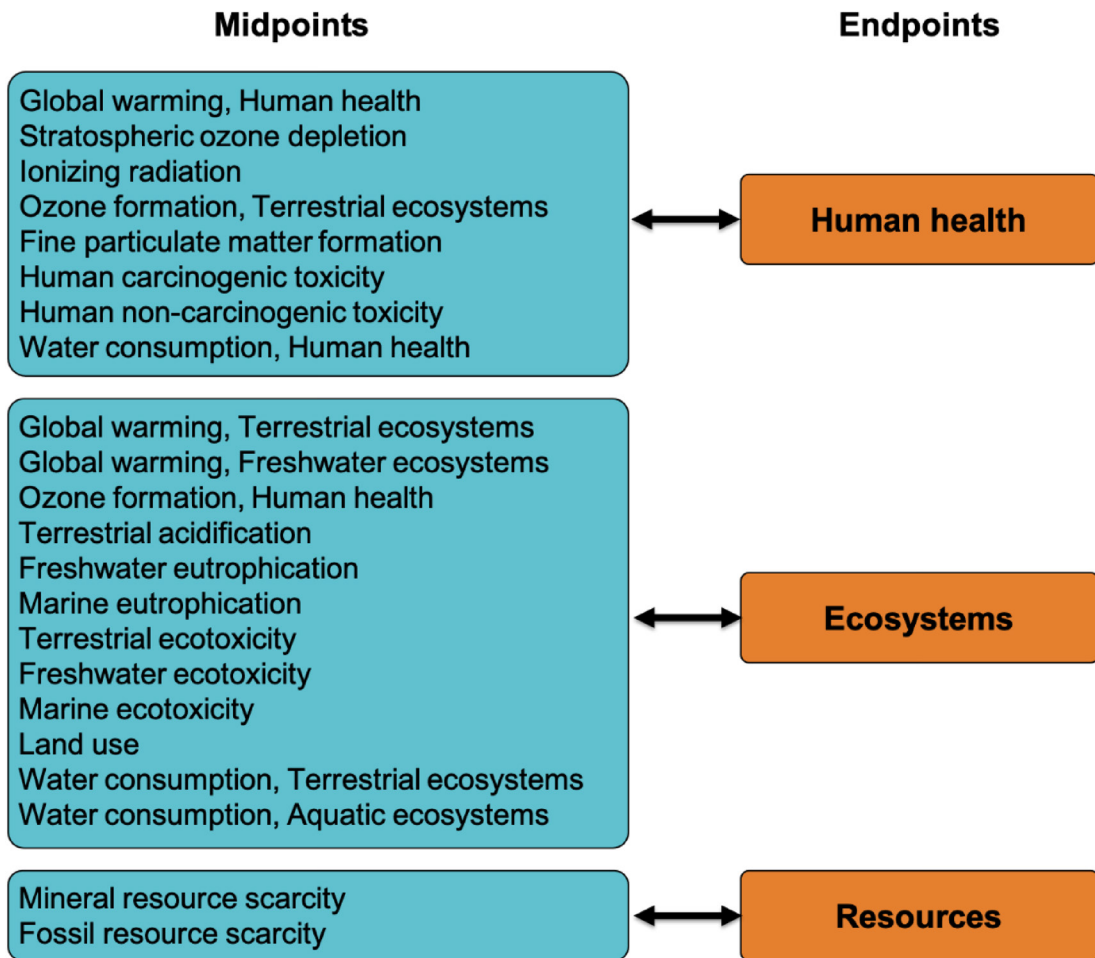 Midpoints
Endpoints
Global warming, Human health
Stratospheric ozone depletion
Ionizing radiation
Ozone formation, Terrestrial ecosystems
Fine particulate matter formation
Human carcinogenic toxicity
Human non-carcinogenic toxicity
Water consumption, Human health
Human health
Global warming, Terrestrial ecosystems
Global warming, Freshwater ecosystems
Ozone formation, Human health
Terrestrial acidification
Freshwater eutrophication
Marine eutrophication
Terrestrial ecotoxicity
Freshwater ecotoxicity
Marine ecotoxicity
Land use
Water consumption, Terrestrial ecosystems
Water consumption, Aquatic ecosystems
Ecosystems
Mineral resource scarcity
Fossil resource scarcity
Resources